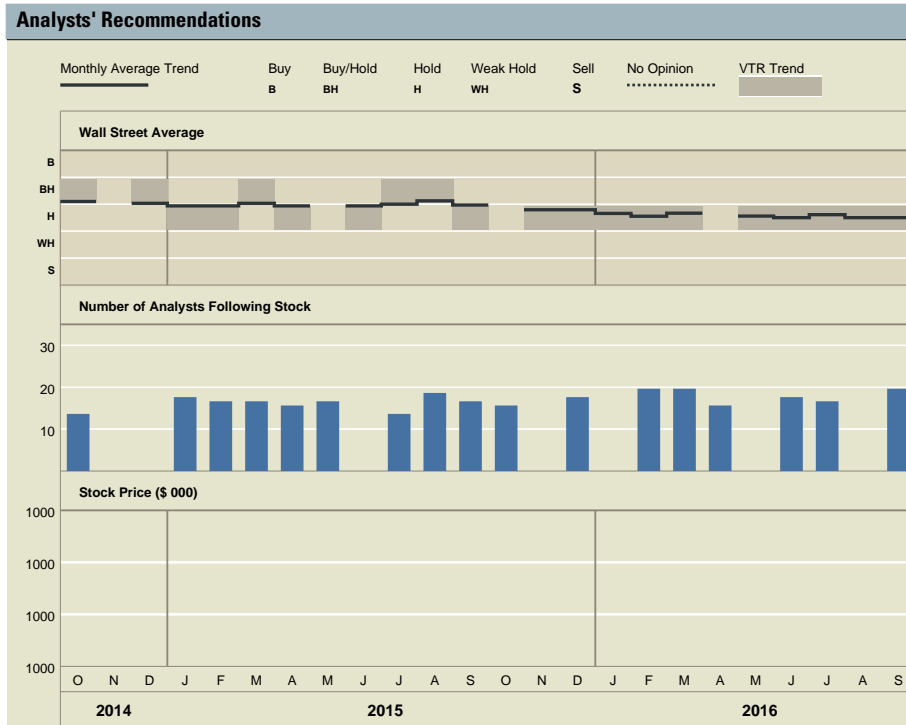 Analysts' Recommendations
Monthly Average Trend Buy Buy/Hold Hold Weak Hold Sell No Opinion VTR Trend
B BH H WH S
Wall Street Average
B
BH
H
WH
S
Number of Analysts Following Stock
30
20
10
Stock Price ($ 000)
1000
1000
1000
1000
O N D J F M A M J J A S O N D J F M A M J J A S
2014 2015 2016